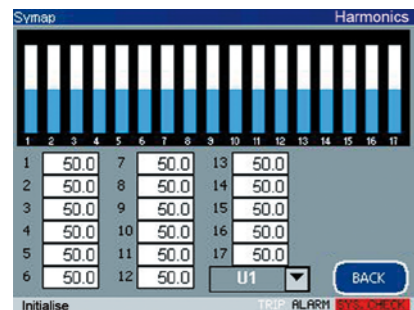 Symap Harmonics
1 2 3 4 5 6 7 8 9 10 11 12 13 14 15 16 17
1 50.0 7 50.0 13 50.0
2 50.0 8 50.0 14 50.0
3 50.0 9 50.0 15 50.0
4 50.0 10 50.0 16 50.0
5 50.0 11 50.0 17 50.0
6 50.0 12 50.0 U1 BACK
Initialise TRIP ALARM SYS. CHECK